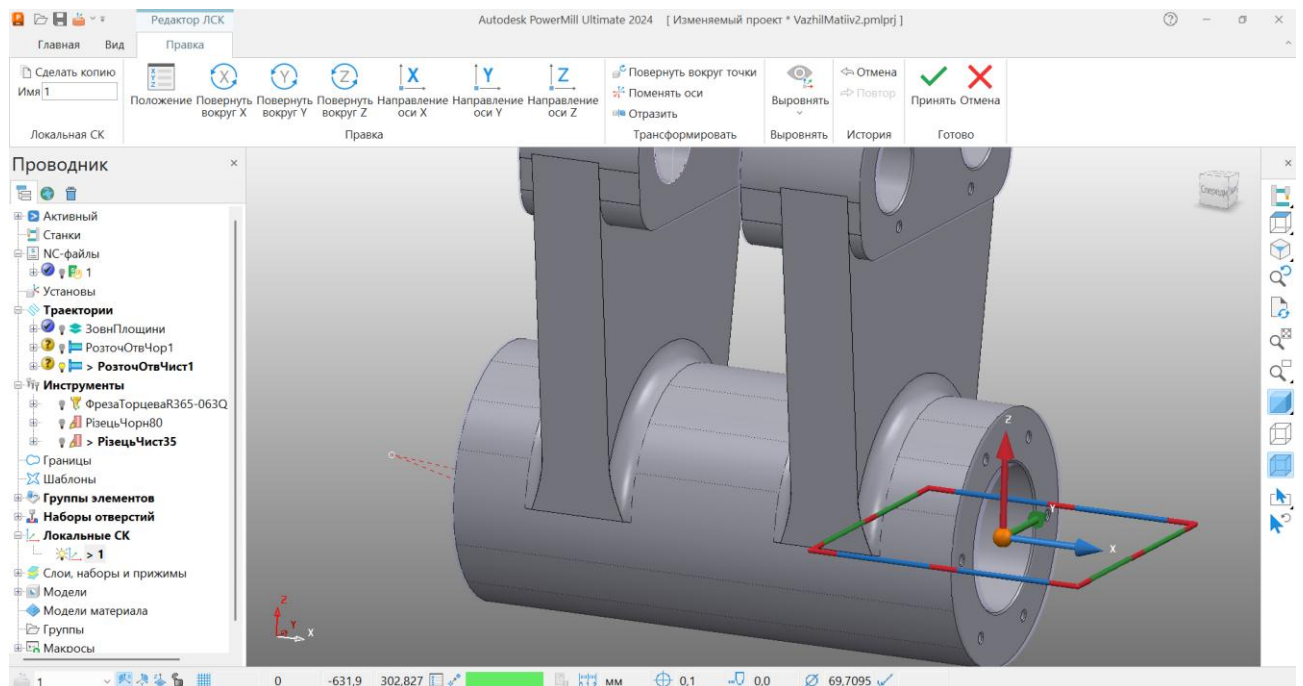 Редактор ЛСК
Autodesk PowerMill Ultimate 2024 [ Изменяемый проект * VazhilMatiiv2.pmlprj ]
Главная Вид Правка
Сделать копию
Имя 1
Локальная СК
Положение Повернуть вокруг X Повернуть вокруг Y Повернуть вокруг Z Направление оси X Направление оси Y Направление оси Z
Правка
Повернуть вокруг точки
Поменять оси
Отразить
Трансформировать
Выровнять
Выровнять
Отмена
Повтор
История
Принять Отмена
Готово
Проводник
Активный
Станки
NC-файлы
1
Установы
Траектории
ЗовнПлощини
РозточОтвЧор1
> РозточОтвЧист1
Инструменты
ФрезаТорцеваR365-063Q
РізецьЧорн80
> РізецьЧист35
Границы
Шаблоны
Группы элементов
Наборы отверстий
Локальные СК
> 1
Слои, наборы и прижимы
Модели
Модели материала
Группы
Макросы
Спереди
Z
Y
X
Z
Y
X
1 0 -631,9 302,827 мм 0,1 0,0 69,7095